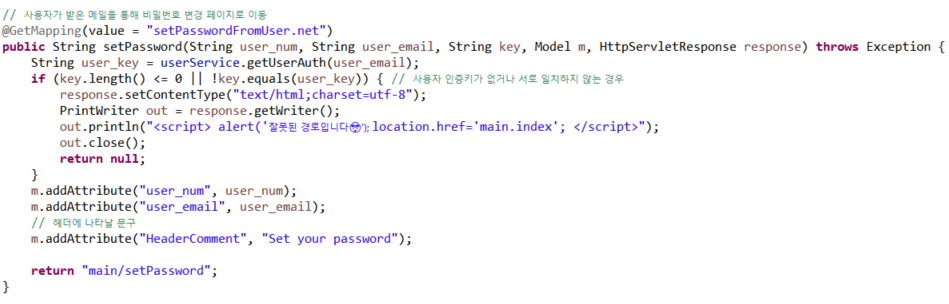 // 사용자가 받은 메일을 통해 비밀번호 변경 페이지로 이동
@GetMapping(value = "setPasswordFromUser.net")
public String setPassword(String user_num, String user_email, String key, Model m, HttpServletResponse response) throws Exception {
    String user_key = userService.getUserAuth(user_email);
    if (key.length() <= 0 || !key.equals(user_key)) { // 사용자 인증키가 없거나 서로 일치하지 않는 경우
        response.setContentType("text/html;charset=utf-8");
        PrintWriter out = response.getWriter();
        out.println("<script> alert('잘못된 경로입니다😎'); location.href='main.index'; </script>");
        out.close();
        return null;
    }
    m.addAttribute("user_num", user_num);
    m.addAttribute("user_email", user_email);
    // 헤더에 나타날 문구
    m.addAttribute("HeaderComment", "Set your password");

    return "main/setPassword";
}